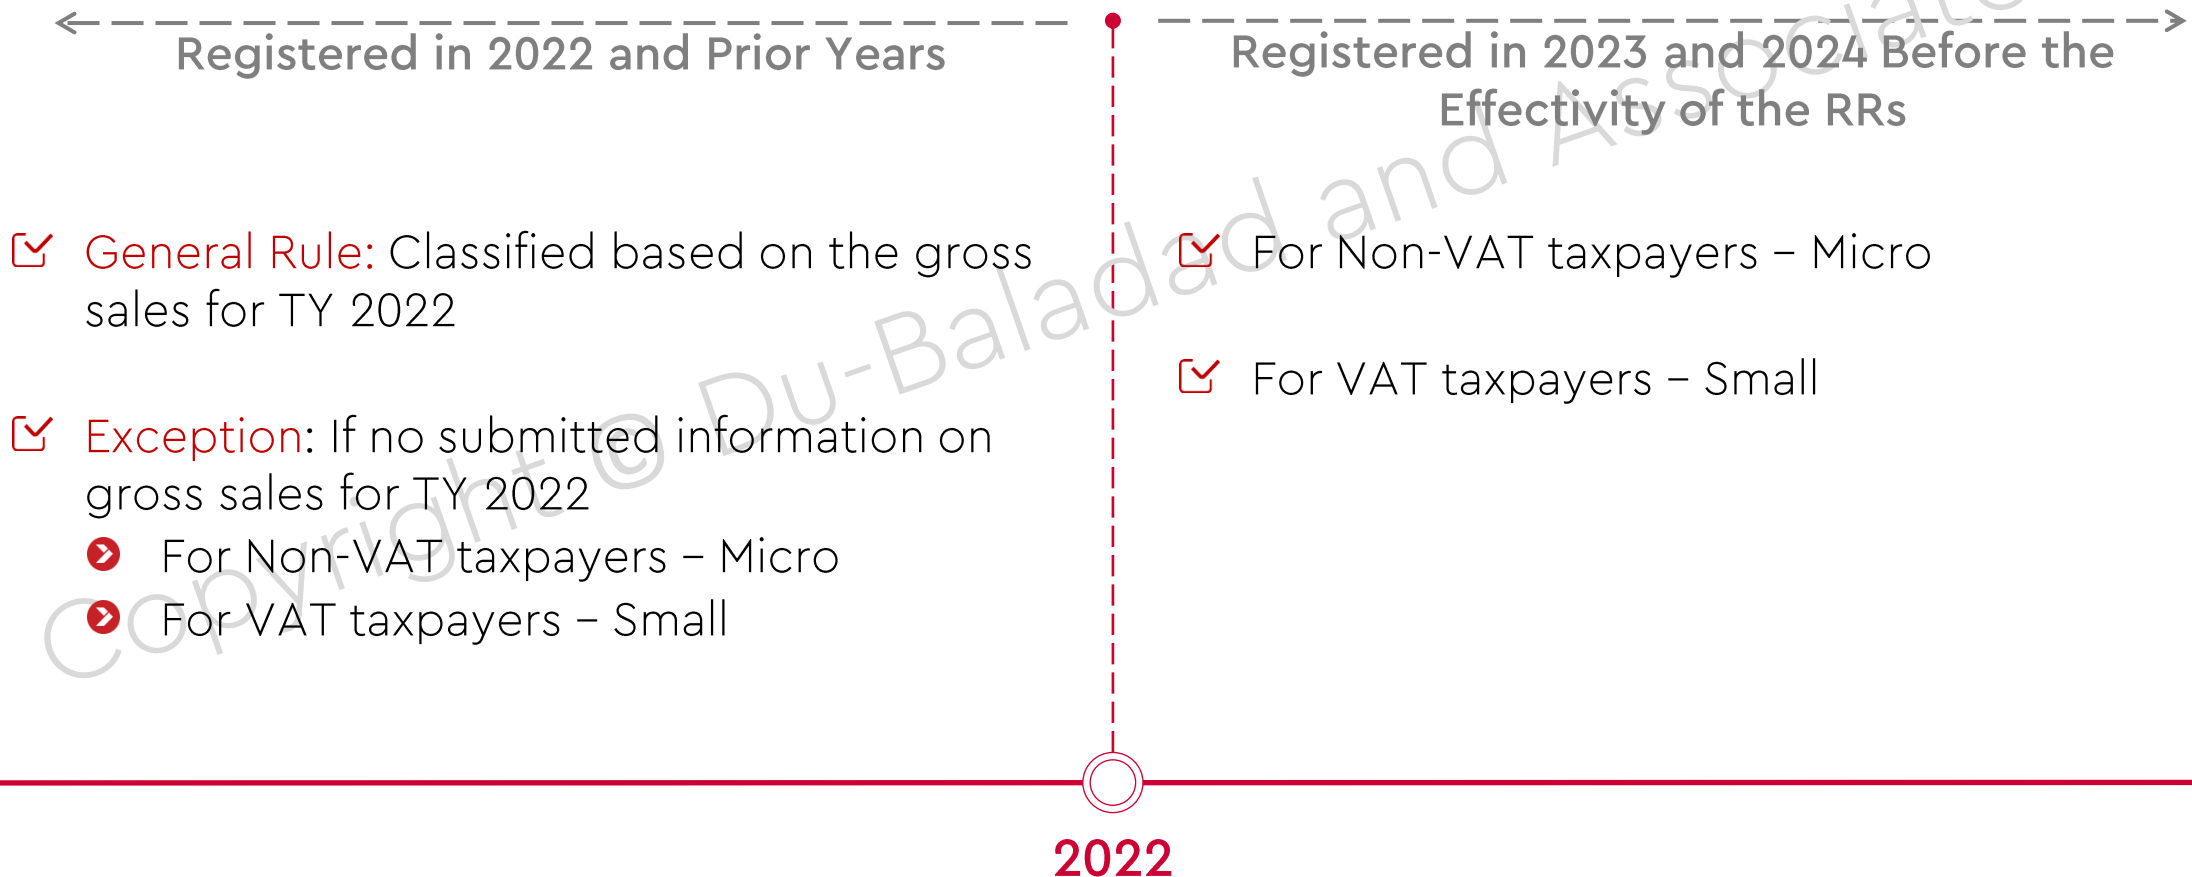 Registered in 2022 and Prior Years
General Rule: Classified based on the gross
sales for TY 2022
Exception: If no submitted information on
gross sales for TY 2022
For Non-VAT taxpayers – Micro
For VAT taxpayers – Small
Registered in 2023 and 2024 Before the
Effectivity of the RRs
For Non-VAT taxpayers – Micro
For VAT taxpayers – Small
2022
Copyright © Du-Baladad and